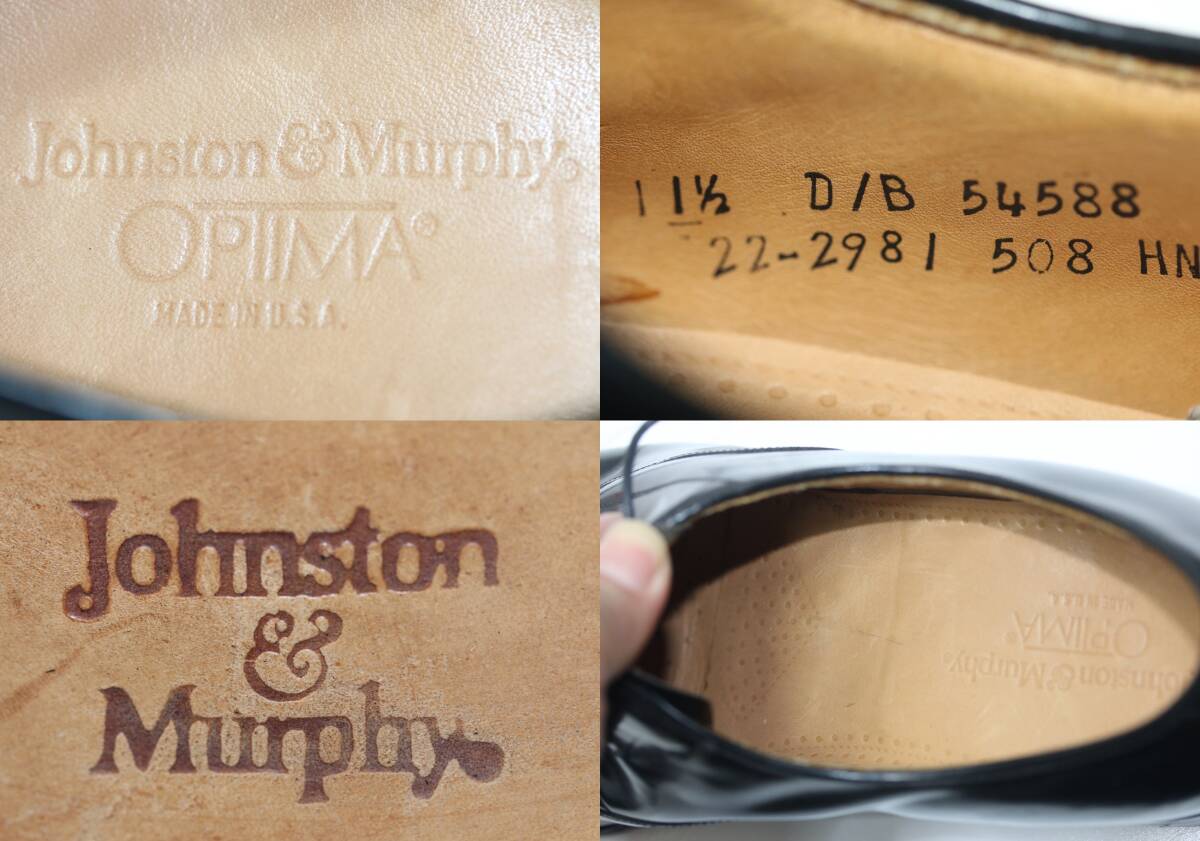 Johnston & Murphy®
OPTIMA®
MADE IN U.S.A.
11½ D/B 54588
22-2981 508 HN
Johnston
&
Murphy
Johnston & Murphy®
OPTIMA®
MADE IN U.S.A.